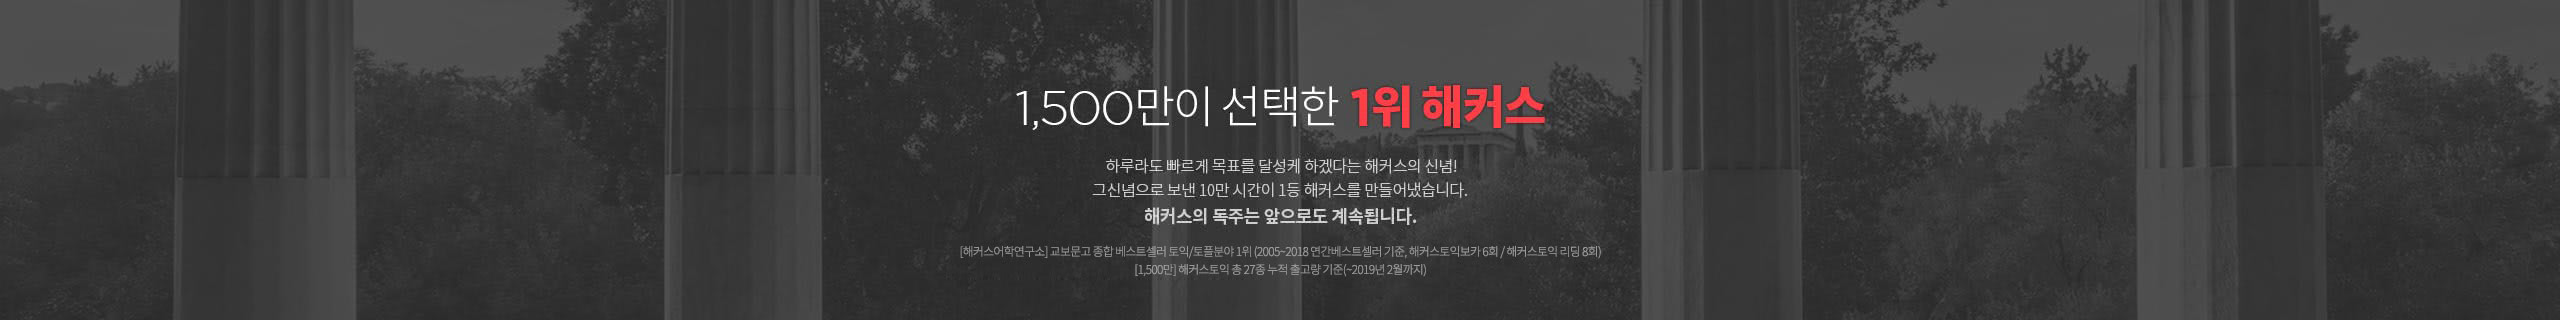 1,500만이 선택한 1위 해커스
하루라도 빠르게 목표를 달성케 하겠다는 해커스의 신념!
그신념으로 보낸 10만 시간이 1등 해커스를 만들어냈습니다.
해커스의 독주는 앞으로도 계속됩니다.
[해커스어학연구소] 교보문고 종합 베스트셀러 토익/토플분야 1위 (2005~2018 연간베스트셀러 기준, 해커스토익보카 6회 / 해커스토익 리딩 8회)
[1,500만] 해커스토익 총 27종 누적 출고량 기준(~2019년 2월까지)